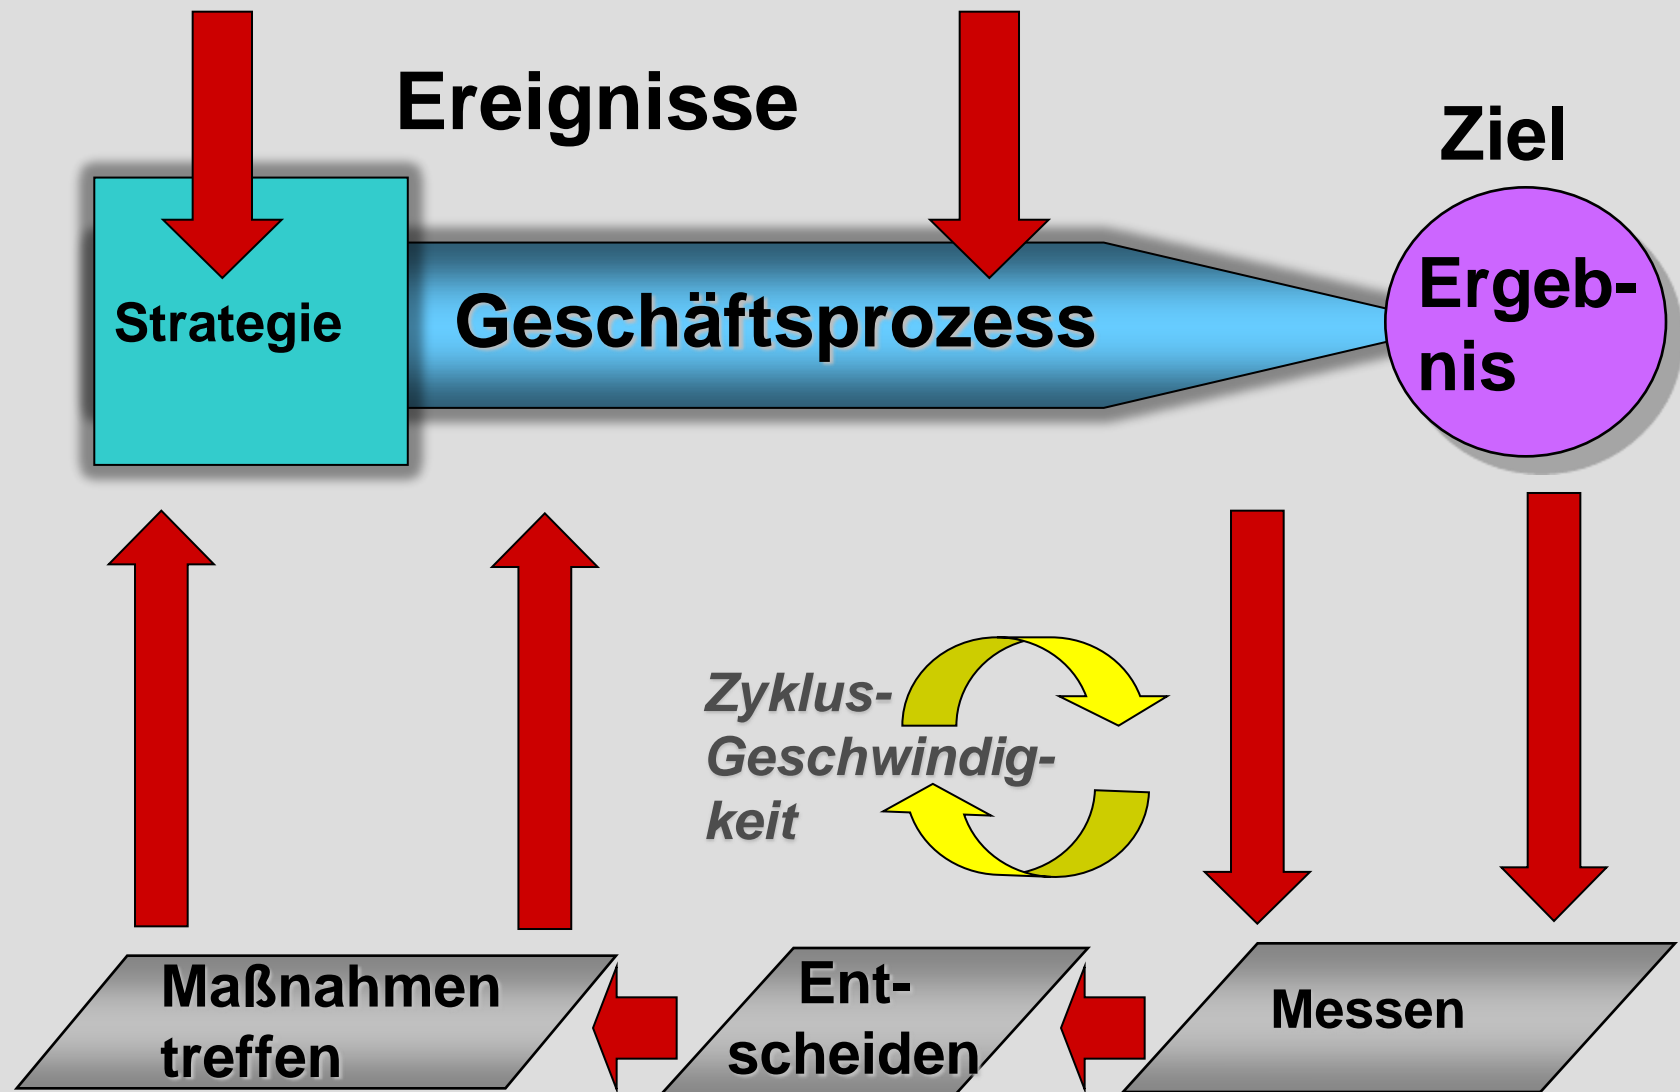 Ereignisse
Ziel
Strategie
Geschäftsprozess
Ergeb-
nis
Zyklus-
Geschwindig-
keit
Maßnahmen
treffen
Ent-
scheiden
Messen